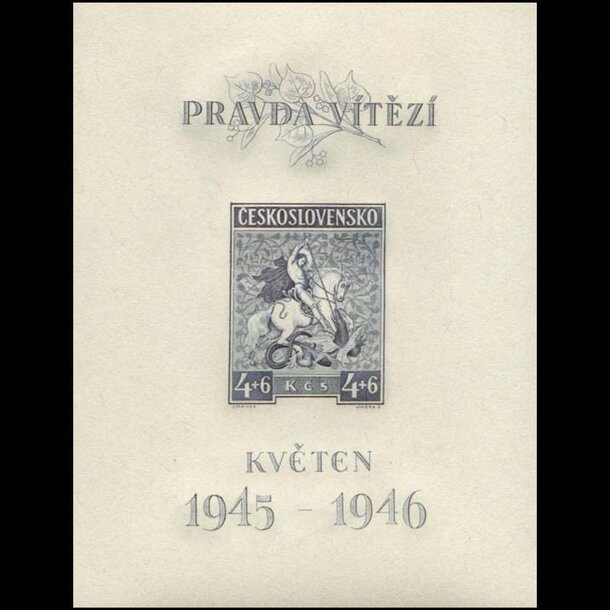 PRAVDA VÍTĚZÍ
ČESKOSLOVENSKO
4+6 Kčs 4+6
KVĚTEN
1945 - 1946